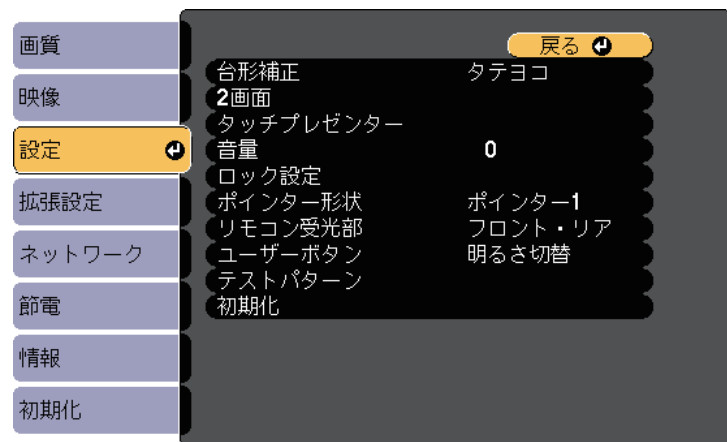 画質
映像
設定
拡張設定
ネットワーク
節電
情報
初期化
戻る
台形補正 タテヨコ
2画面
タッチプレゼンター
音量 0
ロック設定
ポインター形状 ポインター1
リモコン受光部 フロント・リア
ユーザーボタン 明るさ切替
テストパターン
初期化